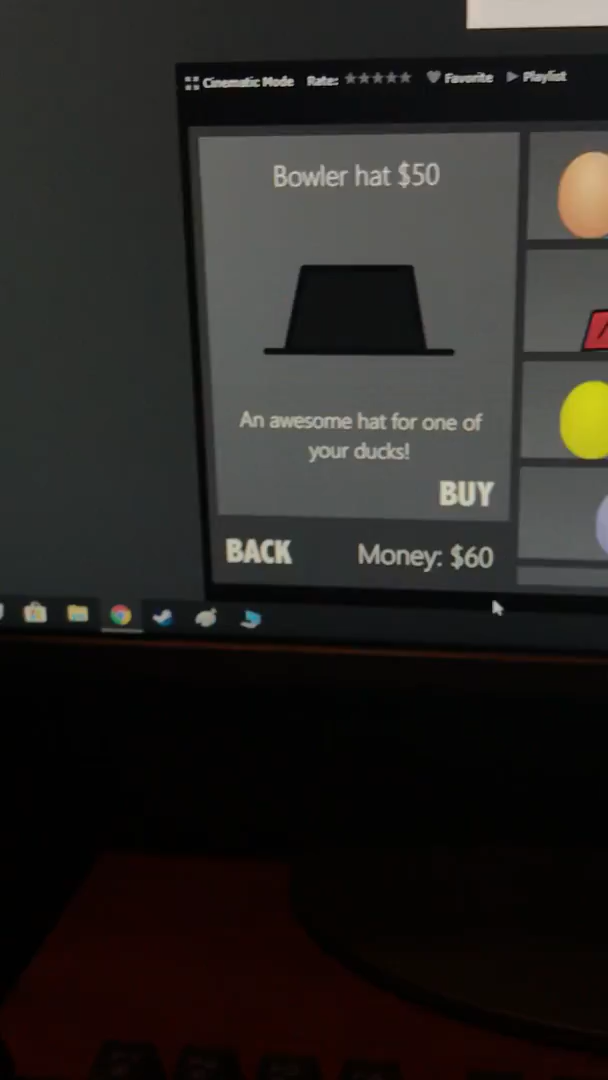 Cinematic Mode Rate: Favorite Playlist
Bowler hat $50
An awesome hat for one of
your ducks!
BUY
BACK Money: $60